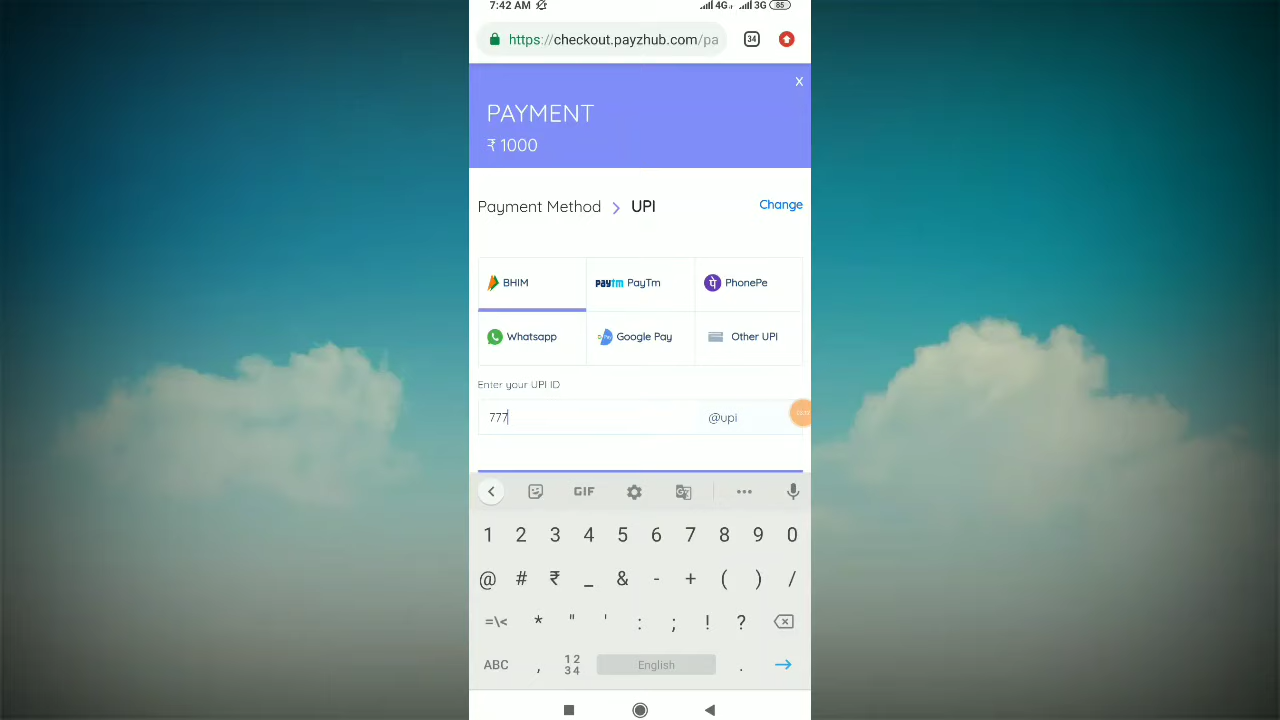 7:42 AM 4G 3G 85
https://checkout.payzhub.com/pa 34
X
PAYMENT
₹ 1000
Payment Method > UPI Change
BHIM paytm PayTm पे PhonePe
Whatsapp Google Pay Other UPI
Enter your UPI ID
777 @upi
GIF
1 2 3 4 5 6 7 8 9 0
@ # ₹ _ & - + ( ) /
=\< * " ' : ; ! ?
ABC , 12 34 English .